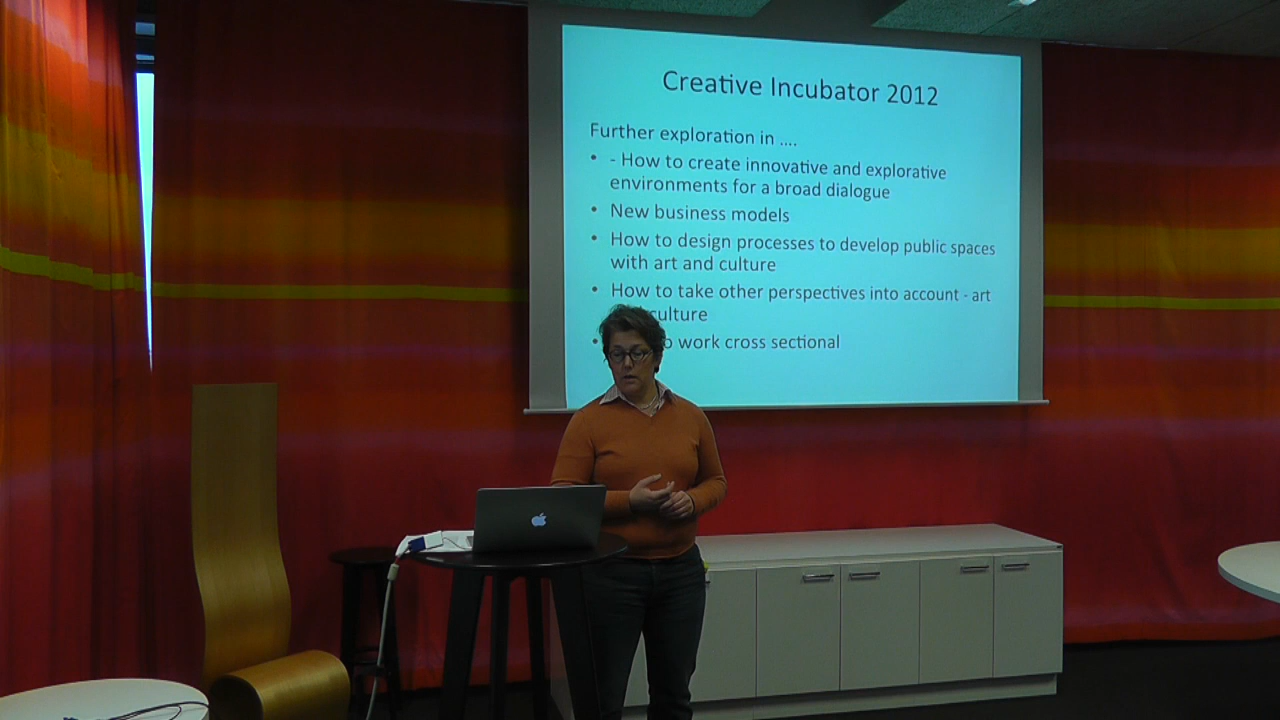 Creative Incubator 2012
Further exploration in ....
• - How to create innovative and explorative
environments for a broad dialogue
• New business models
• How to design processes to develop public spaces
with art and culture
• How to take other perspectives into account - art
culture
• work cross sectional